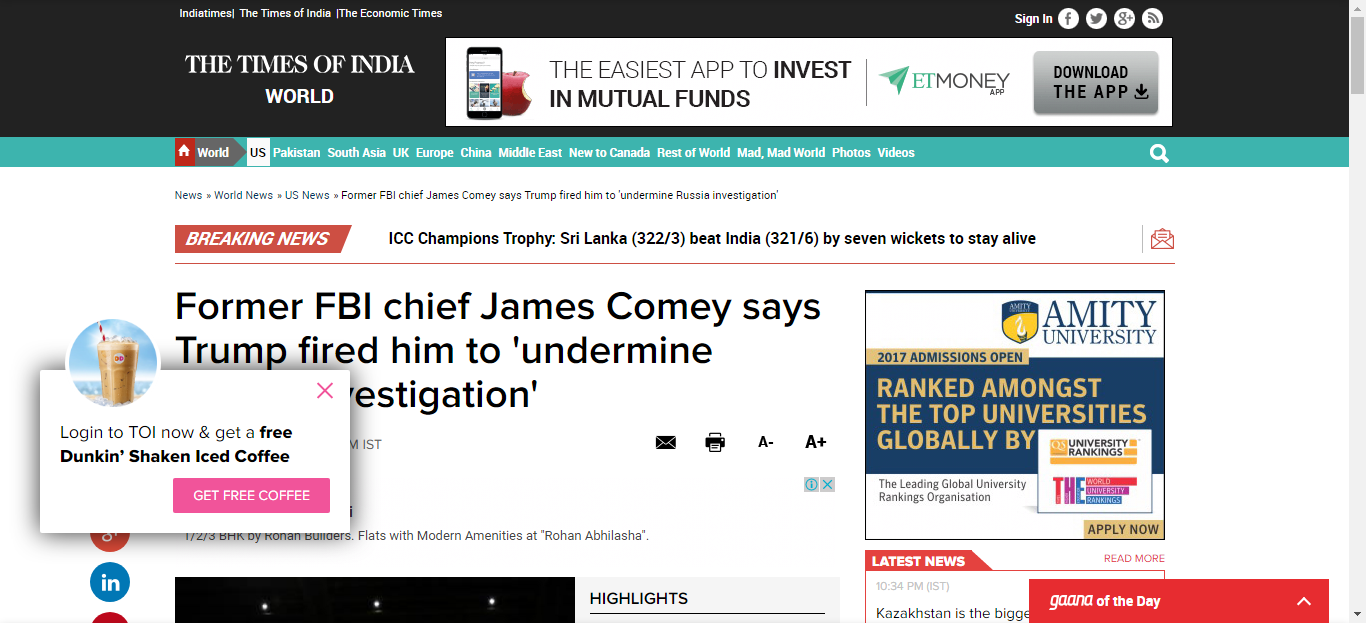 Indiatimes| The Times of India |The Economic Times
Sign In
THE TIMES OF INDIA
WORLD
THE EASIEST APP TO INVEST
IN MUTUAL FUNDS
ETMONEY
APP
DOWNLOAD
THE APP
World US Pakistan South Asia UK Europe China Middle East New to Canada Rest of World Mad, Mad World Photos Videos
News » World News » US News » Former FBI chief James Comey says Trump fired him to 'undermine Russia investigation'
BREAKING NEWS
ICC Champions Trophy: Sri Lanka (322/3) beat India (321/6) by seven wickets to stay alive
Former FBI chief James Comey says
Trump fired him to 'undermine
vestigation'
M IST
A- A+
Login to TOI now & get a free
Dunkin' Shaken Iced Coffee
GET FREE COFFEE
1/2/3 BHK by Rohan Builders. Flats with Modern Amenities at "Rohan Abhilasha".
in
HIGHLIGHTS
AMITY
UNIVERSITY
2017 ADMISSIONS OPEN
RANKED AMONGST
THE TOP UNIVERSITIES
GLOBALLY BY
QS UNIVERSITY
RANKINGS
THE WORLD
UNIVERSITY
RANKINGS
The Leading Global University
Rankings Organisation
APPLY NOW
LATEST NEWS
READ MORE
10:34 PM (IST)
Kazakhstan is the bigge
gaana of the Day